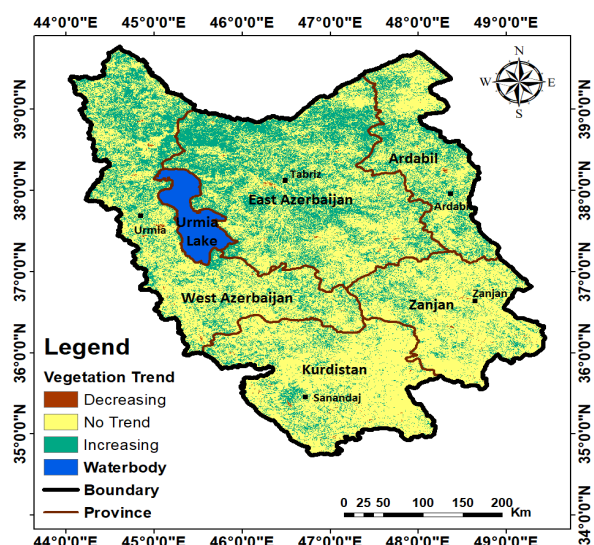 44°0'0"E 45°0'0"E 46°0'0"E 47°0'0"E 48°0'0"E 49°0'0"E
N
W E
S
39°0'0"N 39°0'0"N
38°0'0"N 38°0'0"N
37°0'0"N 37°0'0"N
36°0'0"N 36°0'0"N
35°0'0"N 35°0'0"N
34°0'0"N
Ardabil
Tabriz
East Azerbaijan
Ardabi
Urmia
Urmia
Lake
West Azerbaijan
Zanjan
Zanjan
Kurdistan
Sanandaj
Legend
Vegetation Trend
Decreasing
No Trend
Increasing
Waterbody
Boundary
Province
0 25 50 100 150 200
Km
44°0'0"E 45°0'0"E 46°0'0"E 47°0'0"E 48°0'0"E 49°0'0"E